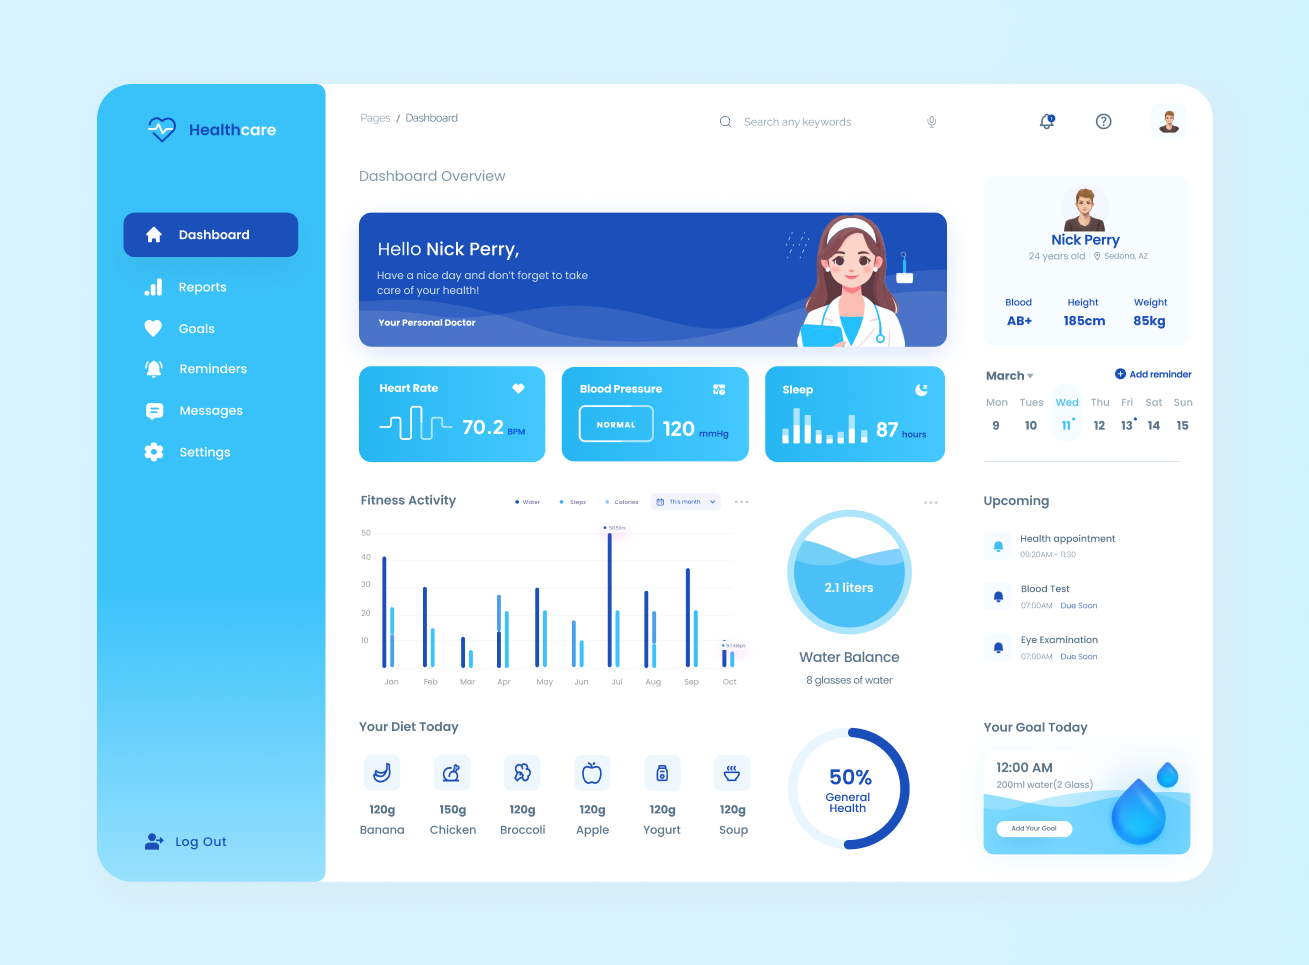 Healthcare
Dashboard
Reports
Goals
Reminders
Messages
Settings
Log Out
Pages / Dashboard
Search any keywords
Dashboard Overview
Hello Nick Perry,
Have a nice day and don't forget to take
care of your health!
Your Personal Doctor
Heart Rate
70.2 BPM
Blood Pressure
NORMAL
120 mmHg
Sleep
87 hours
Fitness Activity
Water
Steps
Calories
This month
50
40
30
20
10
Jan
Feb
Mar
Apr
May
Jun
Jul
Aug
Sep
Oct
9.1 steps
2.1 liters
Water Balance
8 glasses of water
Your Diet Today
120g
Banana
150g
Chicken
120g
Broccoli
120g
Apple
120g
Yogurt
120g
Soup
50%
General
Health
Nick Perry
24 years old
Sedona, AZ
Blood
AB+
Height
185cm
Weight
85kg
March
Add reminder
Mon Tues Wed Thu Fri Sat Sun
9 10 11 12 13 14 15
Upcoming
Health appointment
09:20AM - 11:30
Blood Test
07:00AM Due Soon
Eye Examination
07:00AM Due Soon
Your Goal Today
12:00 AM
200ml water(2 Glass)
Add Your Goal